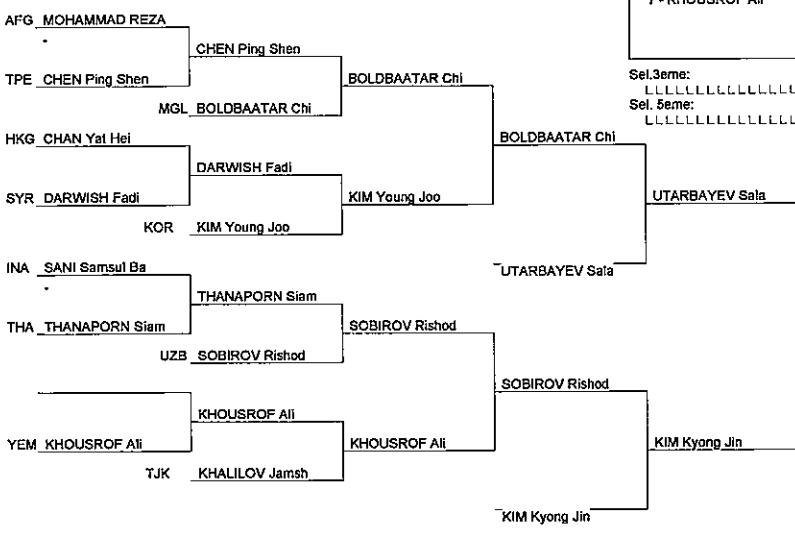 7 - KHOUSROF Ali
AFG MOHAMMAD REZA
CHEN Ping Shen
TPE CHEN Ping Shen
BOLDBAATAR Chi
Sel.3eme:
MGL BOLDBAATAR Chi
Sel. 5eme:
HKG CHAN Yat Hei
BOLDBAATAR Chi
DARWISH Fadi
SYR DARWISH Fadi
KIM Young Joo
UTARBAYEV Sala
KOR KIM Young Joo
INA SANI Samsul Ba
UTARBAYEV Sala
THANAPORN Siam
THA THANAPORN Siam
SOBIROV Rishod
UZB SOBIROV Rishod
SOBIROV Rishod
KHOUSROF Ali
YEM KHOUSROF Ali
KHOUSROF Ali
KIM Kyong Jin
TJK KHALILOV Jamsh
KIM Kyong Jin